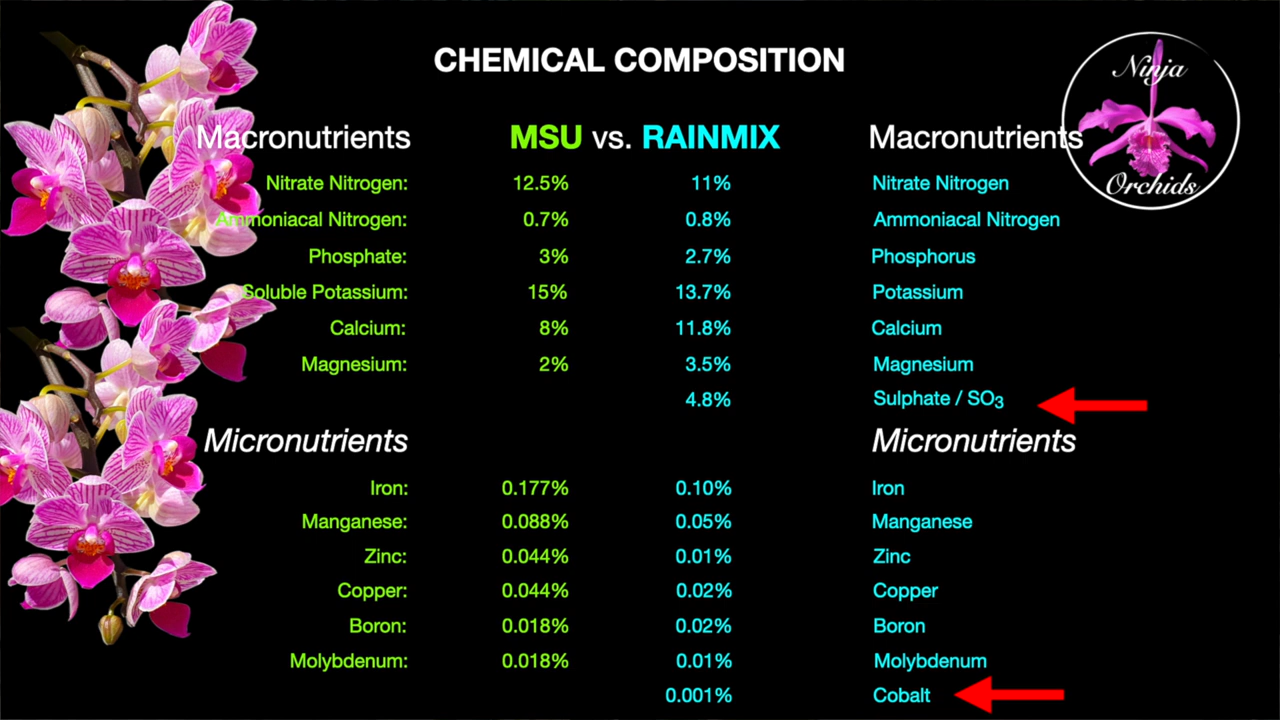 CHEMICAL COMPOSITION
Ninja
Orchids
Macronutrients MSU vs. RAINMIX Macronutrients
Nitrate Nitrogen: 12.5% 11% Nitrate Nitrogen
Ammoniacal Nitrogen: 0.7% 0.8% Ammoniacal Nitrogen
Phosphate: 3% 2.7% Phosphorus
Soluble Potassium: 15% 13.7% Potassium
Calcium: 8% 11.8% Calcium
Magnesium: 2% 3.5% Magnesium
4.8% Sulphate / SO₃
Micronutrients Micronutrients
Iron: 0.177% 0.10% Iron
Manganese: 0.088% 0.05% Manganese
Zinc: 0.044% 0.01% Zinc
Copper: 0.044% 0.02% Copper
Boron: 0.018% 0.02% Boron
Molybdenum: 0.018% 0.01% Molybdenum
0.001% Cobalt